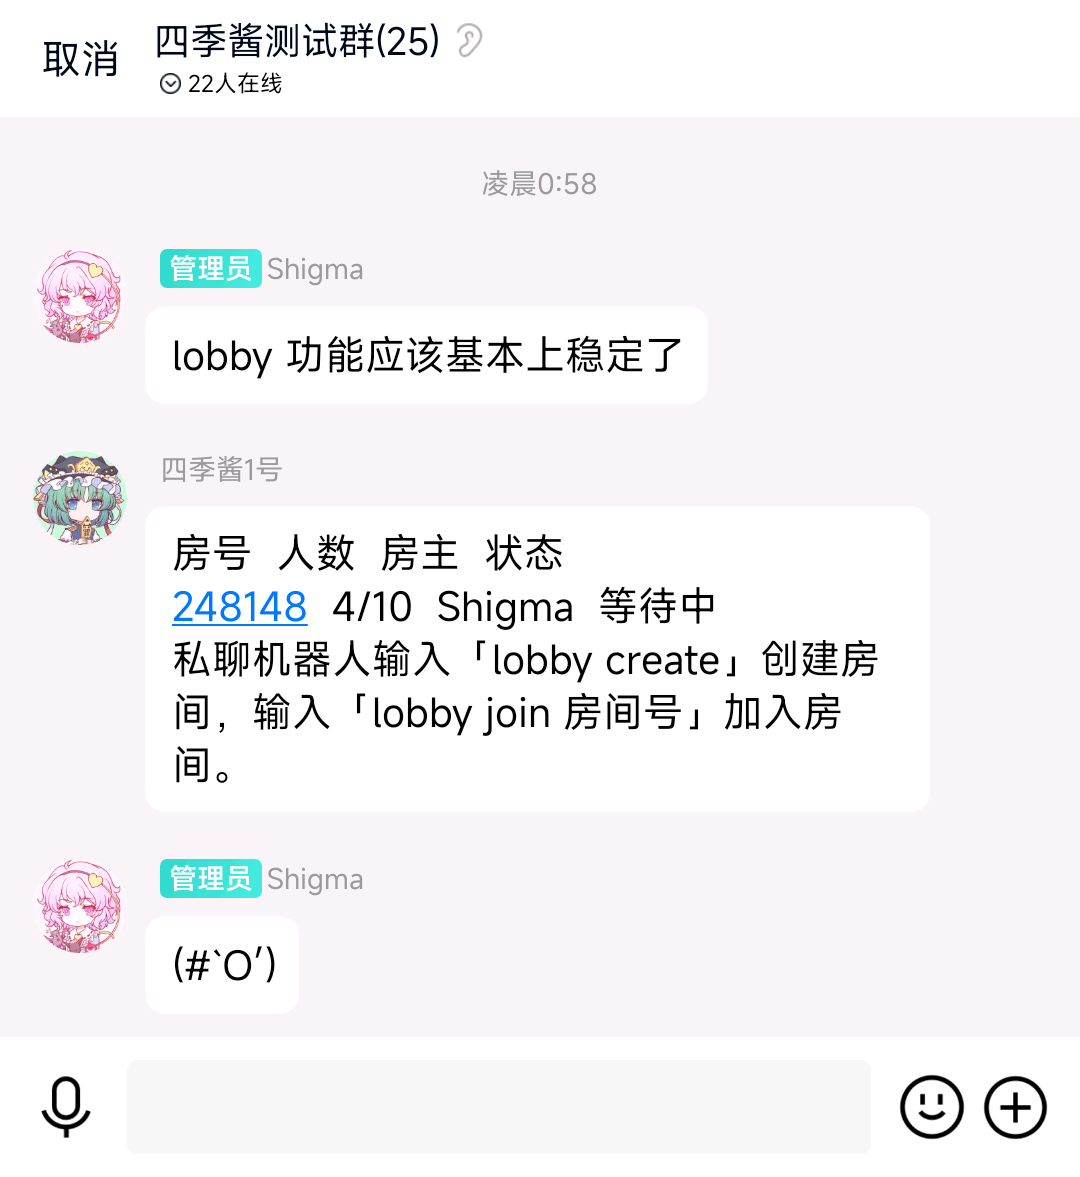 取消
四季酱测试群(25)
22人在线
凌晨0:58
管理员 Shigma
lobby 功能应该基本上稳定了
四季酱1号
房号 人数 房主 状态
248148 4/10 Shigma 等待中
私聊机器人输入「lobby create」创建房
间，输入「lobby join 房间号」加入房
间。
管理员 Shigma
(#`O′)